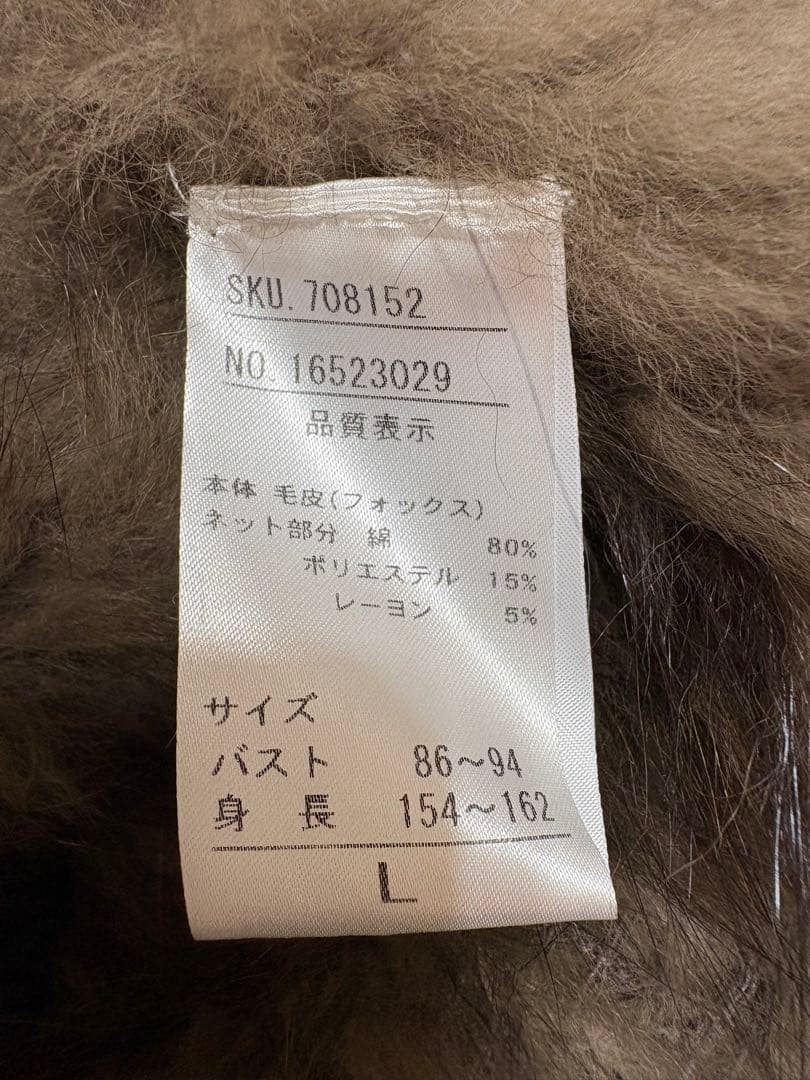 SKU. 708152
NO. 16523029
品質表示
本体 毛皮(フォックス)
ネット部分 綿 80%
ポリエステル 15%
レーヨン 5%
サイズ
バスト 86~94
身 長 154~162
L